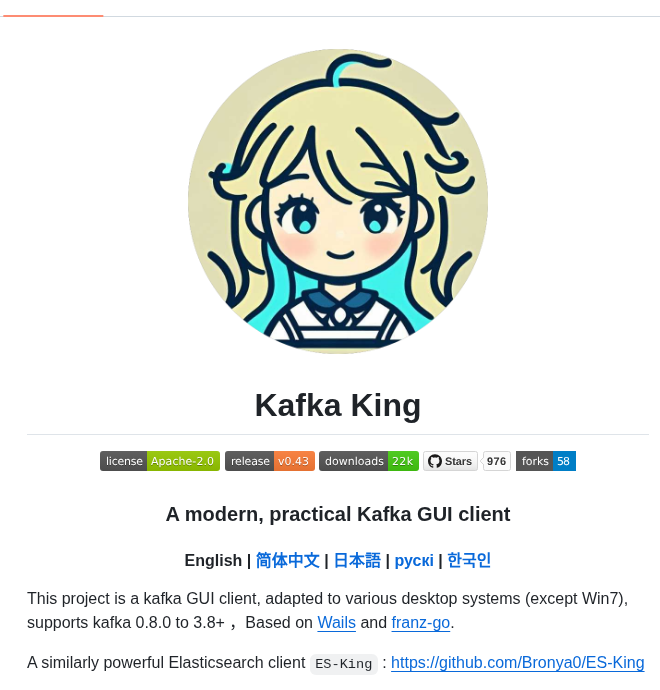 Kafka King
license Apache-2.0 release v0.43 downloads 22k Stars 976 forks 58
A modern, practical Kafka GUI client
English | 简体中文 | 日本語 | рускі | 한국인
This project is a kafka GUI client, adapted to various desktop systems (except Win7),
supports kafka 0.8.0 to 3.8+， Based on Wails and franz-go.
A similarly powerful Elasticsearch client ES-King : https://github.com/Bronya0/ES-King